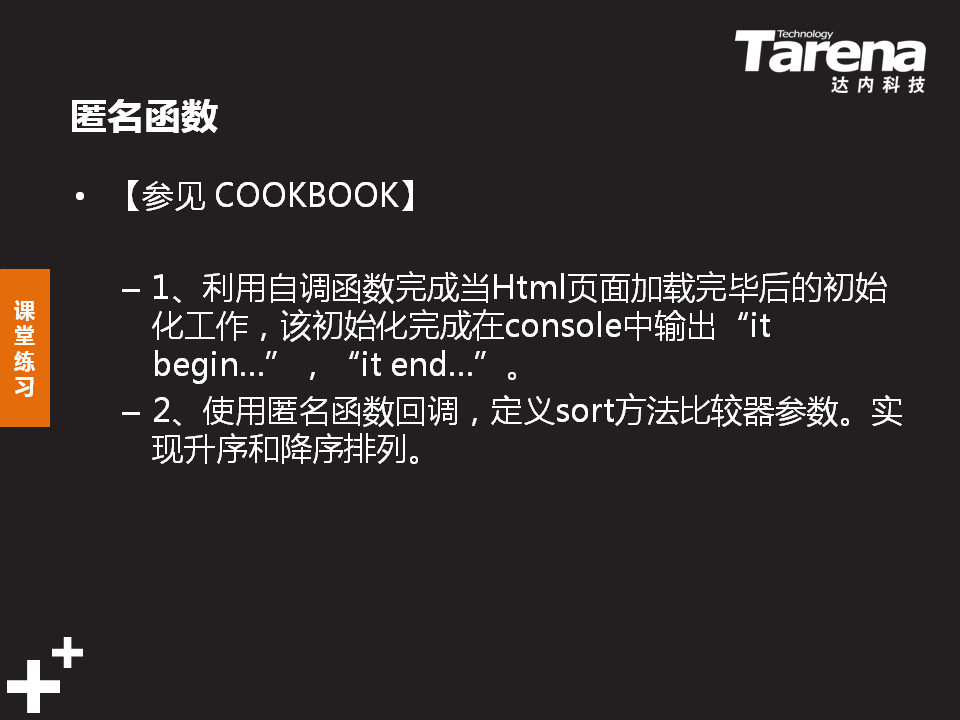 Technology
Tarena
达内科技
匿名函数
• 【参见 COOKBOOK】
– 1、利用自调函数完成当Html页面加载完毕后的初始
化工作，该初始化完成在console中输出“it
begin…”，“it end…”。
– 2、使用匿名函数回调，定义sort方法比较器参数。实
现升序和降序排列。
课
堂
练
习